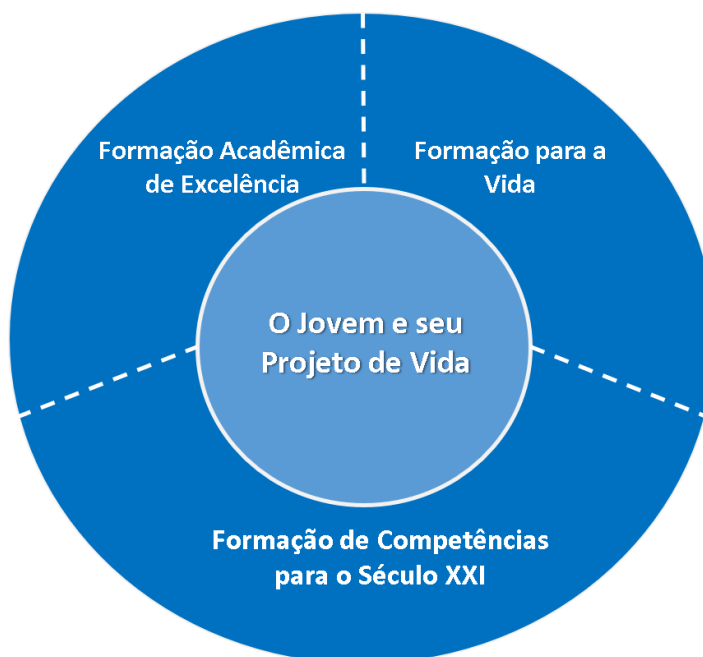 Formação Acadêmica
de Excelência
Formação para a
Vida
O Jovem e seu
Projeto de Vida
Formação de Competências
para o Século XXI